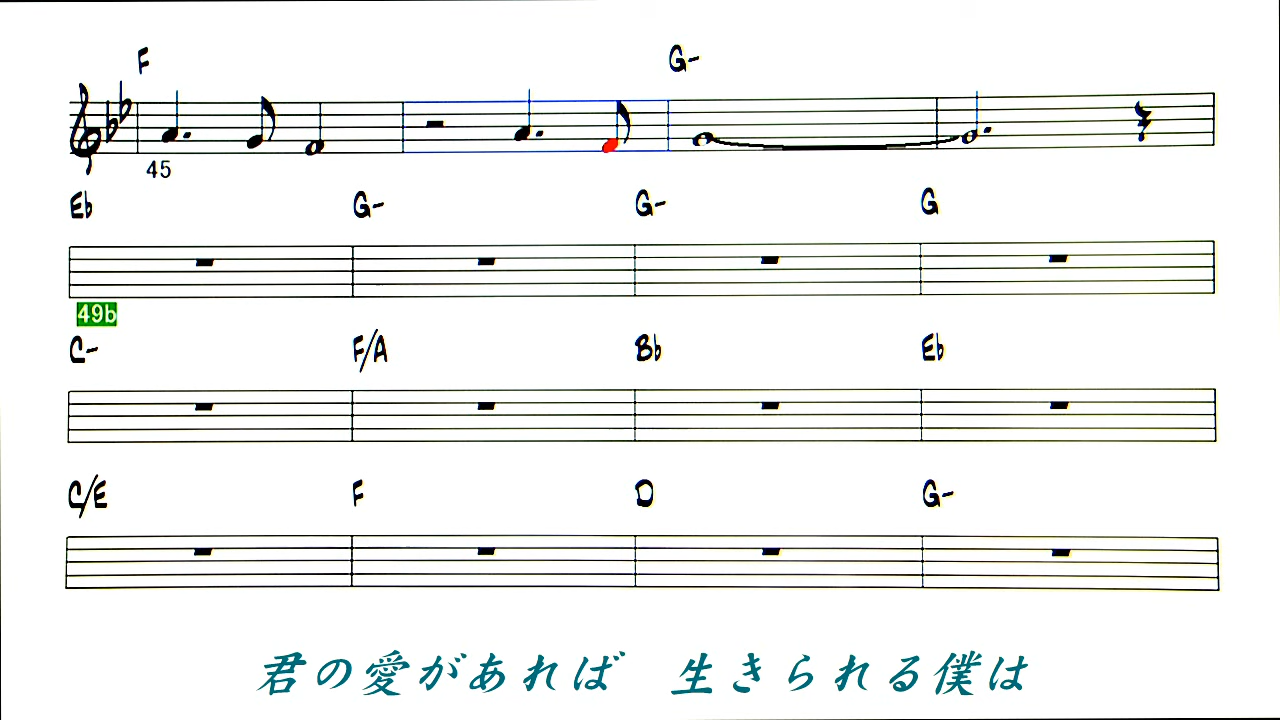 F G-
45
Eb G- G- G
49b
C- F/A Bb Eb
C/E F D G-
君の愛があれば 生きられる僕は